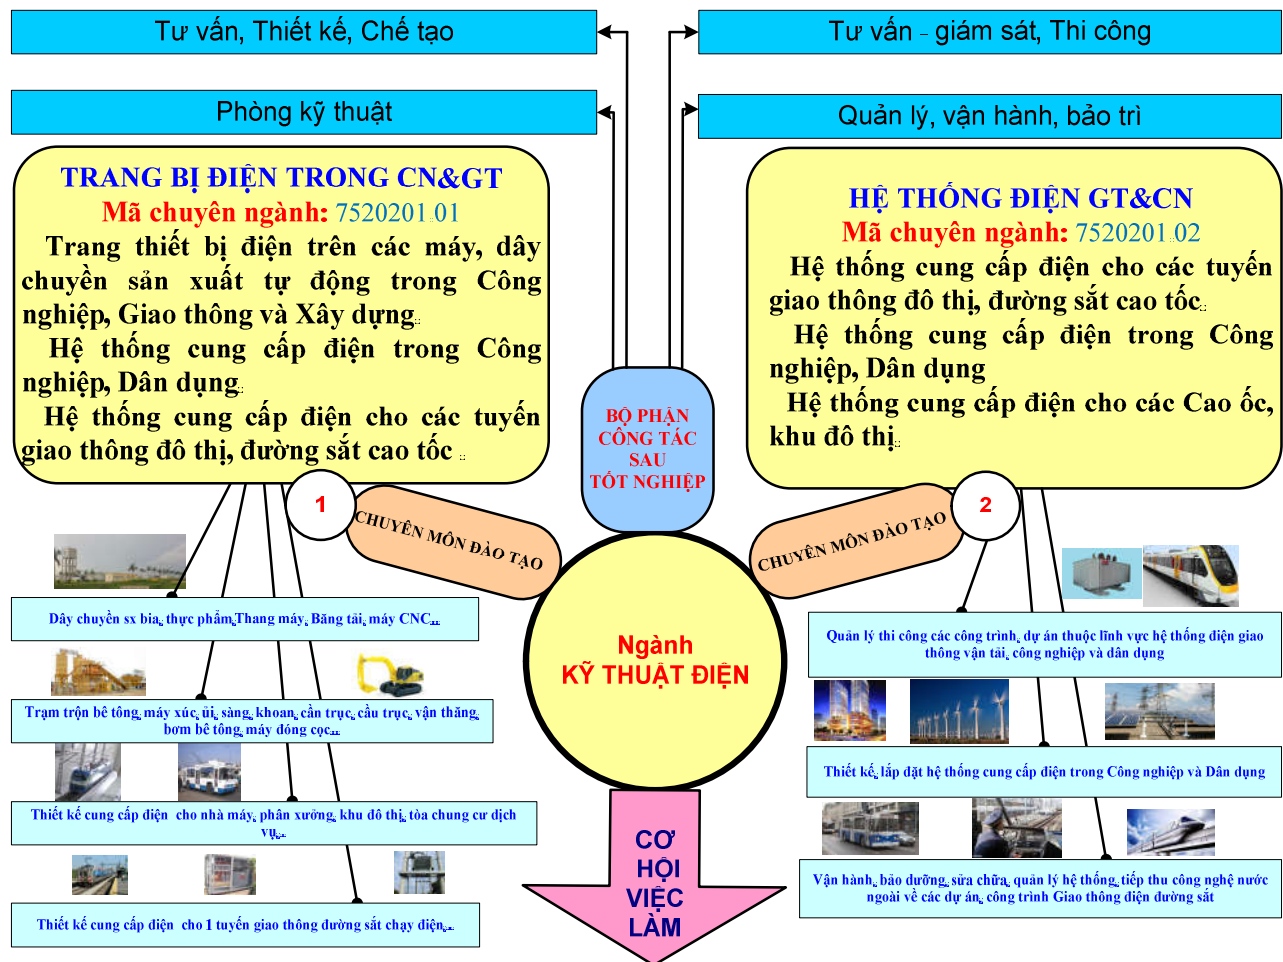 Tư vấn, Thiết kế, Chế tạo
Tư vấn – giám sát, Thi công
Phòng kỹ thuật
Quản lý, vận hành, bảo trì
TRANG BỊ ĐIỆN TRONG CN&GT
Mã chuyên ngành: 7520201.01
Trang thiết bị điện trên các máy, dây
chuyền sản xuất tự động trong Công
nghiệp, Giao thông và Xây dựng.
Hệ thống cung cấp điện trong Công
nghiệp, Dân dụng.
Hệ thống cung cấp điện cho các tuyến
giao thông đô thị, đường sắt cao tốc .
HỆ THỐNG ĐIỆN GT&CN
Mã chuyên ngành: 7520201.02
Hệ thống cung cấp điện cho các tuyến
giao thông đô thị, đường sắt cao tốc.
Hệ thống cung cấp điện trong Công
nghiệp, Dân dụng
Hệ thống cung cấp điện cho các Cao ốc,
khu đô thị.
BỘ PHẬN
CÔNG TÁC
SAU
TỐT NGHIỆP
1
CHUYÊN MÔN ĐÀO TẠO
CHUYÊN MÔN ĐÀO TẠO
2
Ngành
KỸ THUẬT ĐIỆN
Dây chuyền sx bia, thực phẩm,Thang máy, Băng tải, máy CNC...
Trạm trộn bê tông, máy xúc, ủi, sàng, khoan, cần trục, cầu trục, vận thăng,
bơm bê tông, máy đóng cọc...
Thiết kế cung cấp điện cho nhà máy, phân xưởng, khu đô thị, tòa chung cư dịch
vụ,..
Thiết kế cung cấp điện cho 1 tuyến giao thông đường sắt chạy điện,..
Quản lý thi công các công trình, dự án thuộc lĩnh vực hệ thống điện giao
thông vận tải, công nghiệp và dân dụng
Thiết kế, lắp đặt hệ thống cung cấp điện trong Công nghiệp và Dân dụng
Vận hành, bảo dưỡng, sửa chữa, quản lý hệ thống, tiếp thu công nghệ nước
ngoài về các dự án, công trình Giao thông điện đường sắt
CƠ
HỘI
VIỆC
LÀM